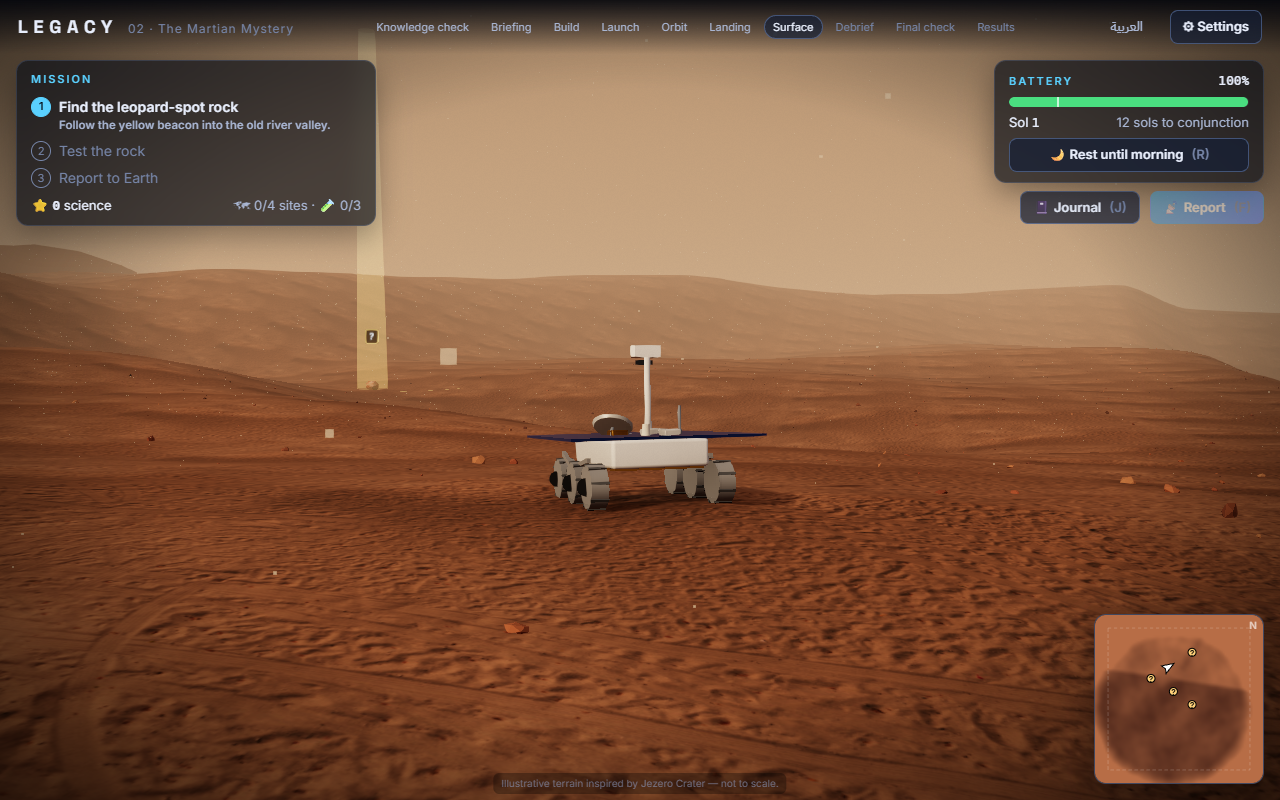 LEGACY 02 · The Martian Mystery
Knowledge check Briefing Build Launch Orbit Landing Surface Debrief Final check Results
العربية
⚙ Settings
MISSION
1 Find the leopard-spot rock
Follow the yellow beacon into the old river valley.
2 Test the rock
3 Report to Earth
⭐ 0 science 🗺 0/4 sites · 🧪 0/3
BATTERY 100%
Sol 1 12 sols to conjunction
🌙 Rest until morning (R)
Journal (J)
Report
?
N
?
?
?
?
Illustrative terrain inspired by Jezero Crater — not to scale.